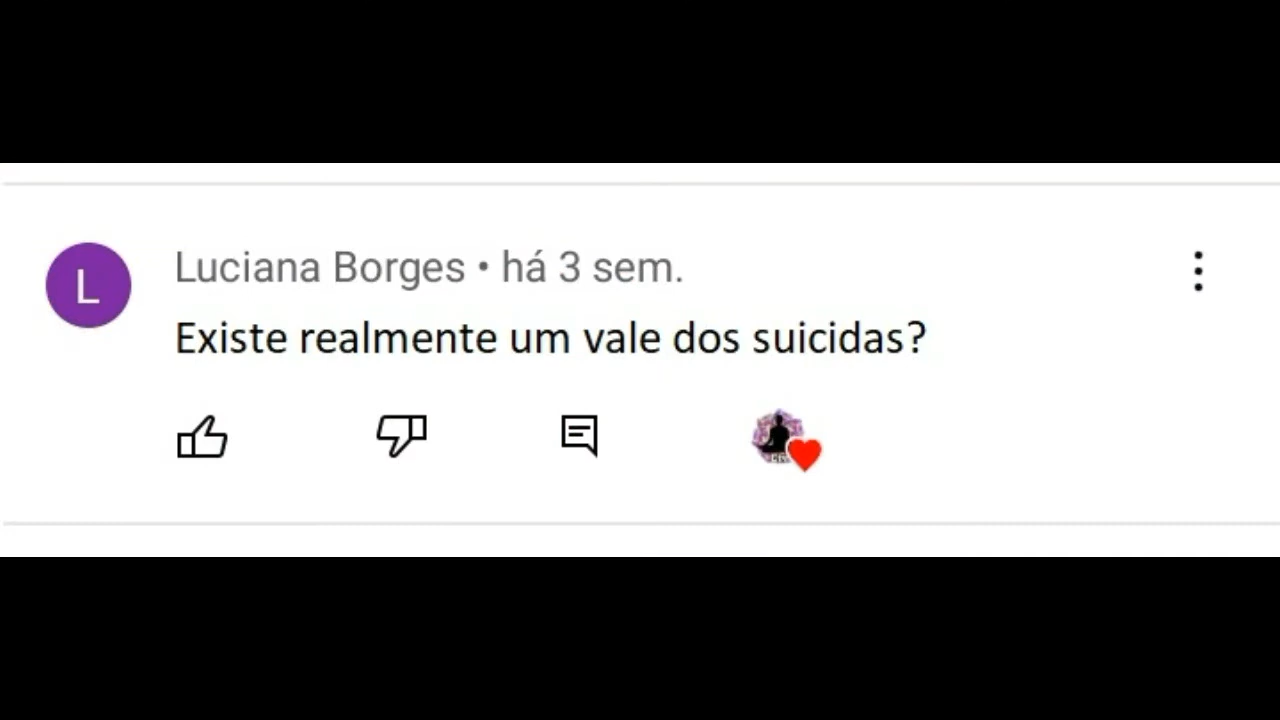 L
Luciana Borges • há 3 sem.
Existe realmente um vale dos suicidas?